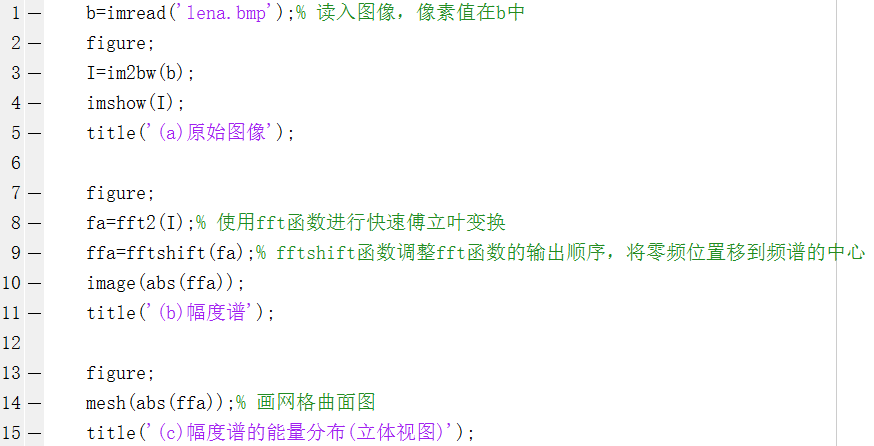 1 — b=imread('lena.bmp');% 读入图像，像素值在b中
2 — figure;
3 — I=im2bw(b);
4 — imshow(I);
5 — title('(a)原始图像');
6
7 — figure;
8 — fa=fft2(I);% 使用fft函数进行快速傅立叶变换
9 — ffa=fftshift(fa);% fftshift函数调整fft函数的输出顺序，将零频位置移到频谱的中心
10 — image(abs(ffa));
11 — title('(b)幅度谱');
12
13 — figure;
14 — mesh(abs(ffa));% 画网格曲面图
15 — title('(c)幅度谱的能量分布(立体视图)');